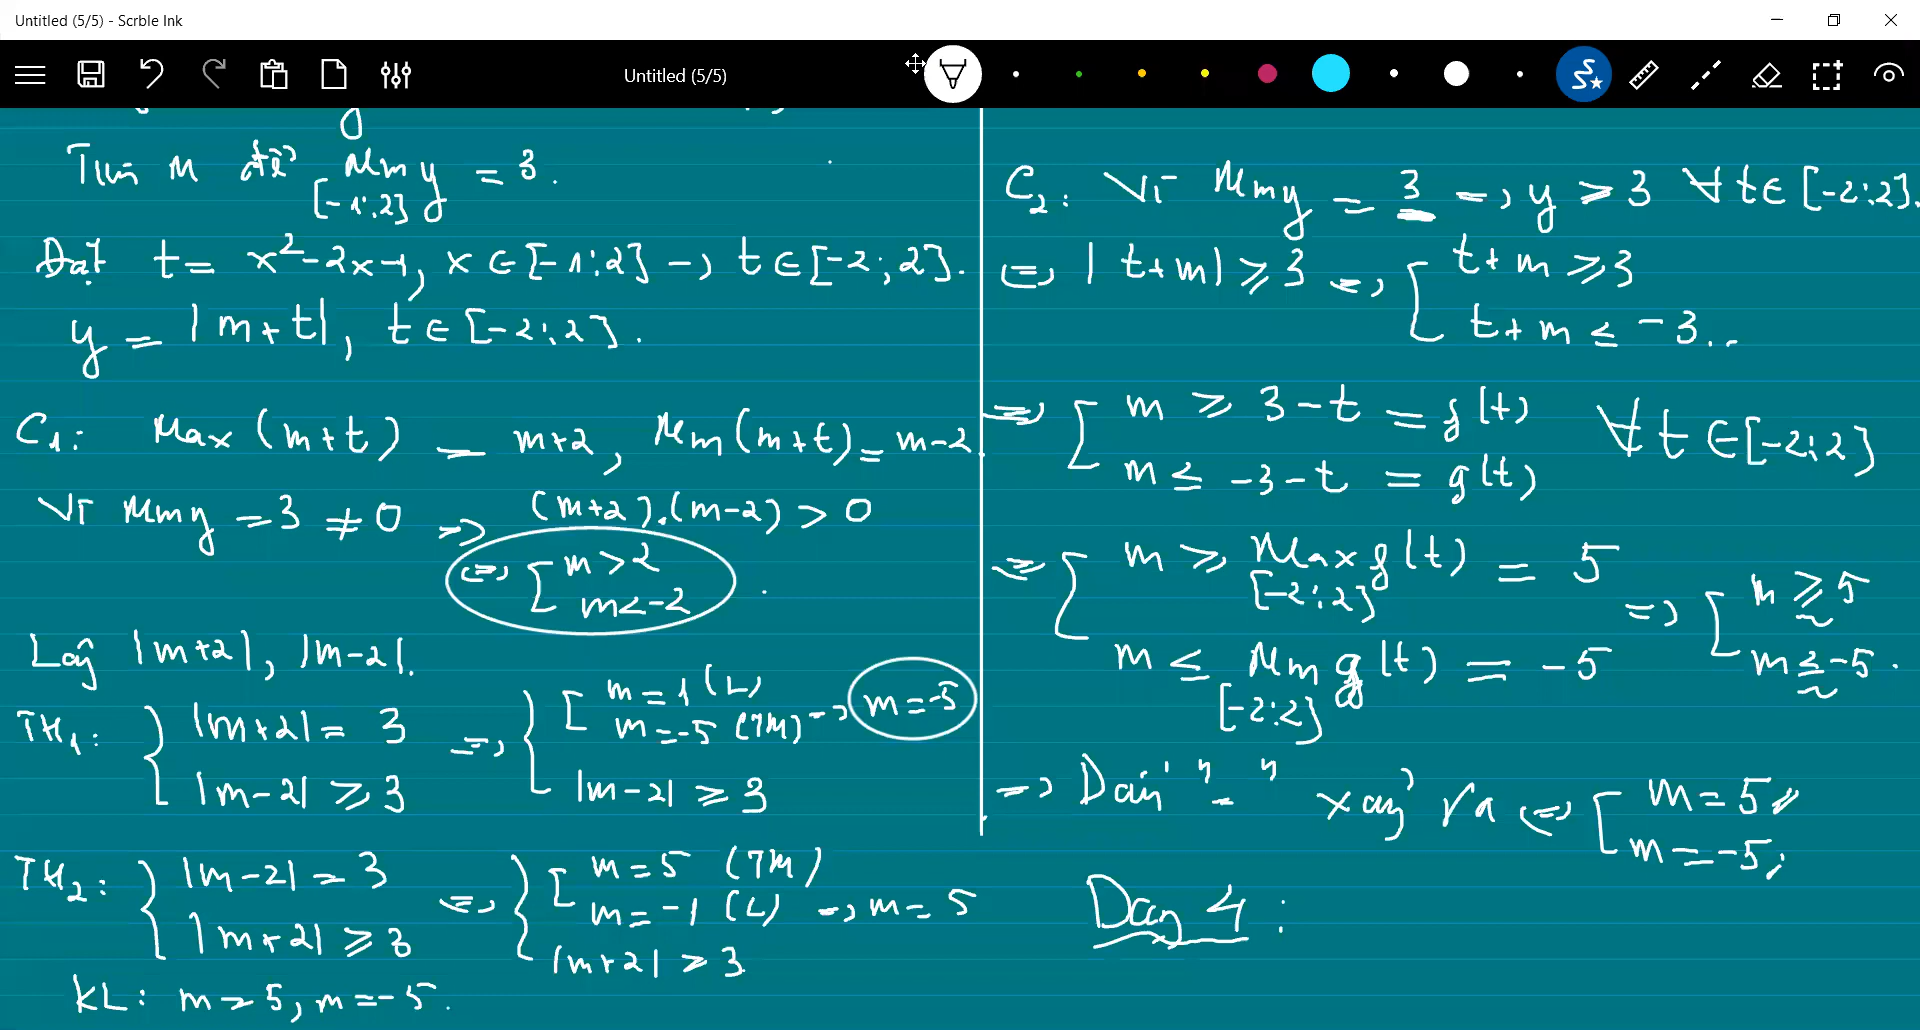 Untitled (5/5) - Scrble Ink
Untitled (5/5)
Tìm m để Min y = 3.
[-1;2]
Đặt t = x²-2x-1, x ∈ [-1;2] → t ∈ [-2;2].
y = |m+t|, t ∈ [-2;2].
C₁: Max (m+t) = m+2, Min (m+t) = m-2
Vì Min y = 3 ≠ 0 => (m+2).(m-2) > 0
<=> [ m > 2
m < -2
Lấy |m+2|, |m-2|.
TH₁: { |m+2| = 3
|m-2| ≥ 3
<=> { [ m = 1 (L)
m = -5 (TM) → m = -5
|m-2| ≥ 3
TH₂: { |m-2| = 3
|m+2| ≥ 3
<=> { [ m = 5 (TM)
m = -1 (L) → m = 5
|m+2| ≥ 3
KL: m = 5, m = -5.
C₂: Vì Min y = 3 => y ≥ 3 ∀t ∈ [-2;2].
<=> |t+m| ≥ 3 <=> [ t+m ≥ 3
t+m ≤ -3..
<=> [ m ≥ 3-t = f(t)
m ≤ -3-t = g(t)
∀t ∈ [-2;2]
<=> [ m ≥ Max f(t) = 5
[-2;2]
m ≤ Min g(t) = -5
[-2;2]
=> [ m ≥ 5
m ≤ -5.
=> Dấu "=" xảy ra <=> [ m = 5
m = -5;
Dạng 4: